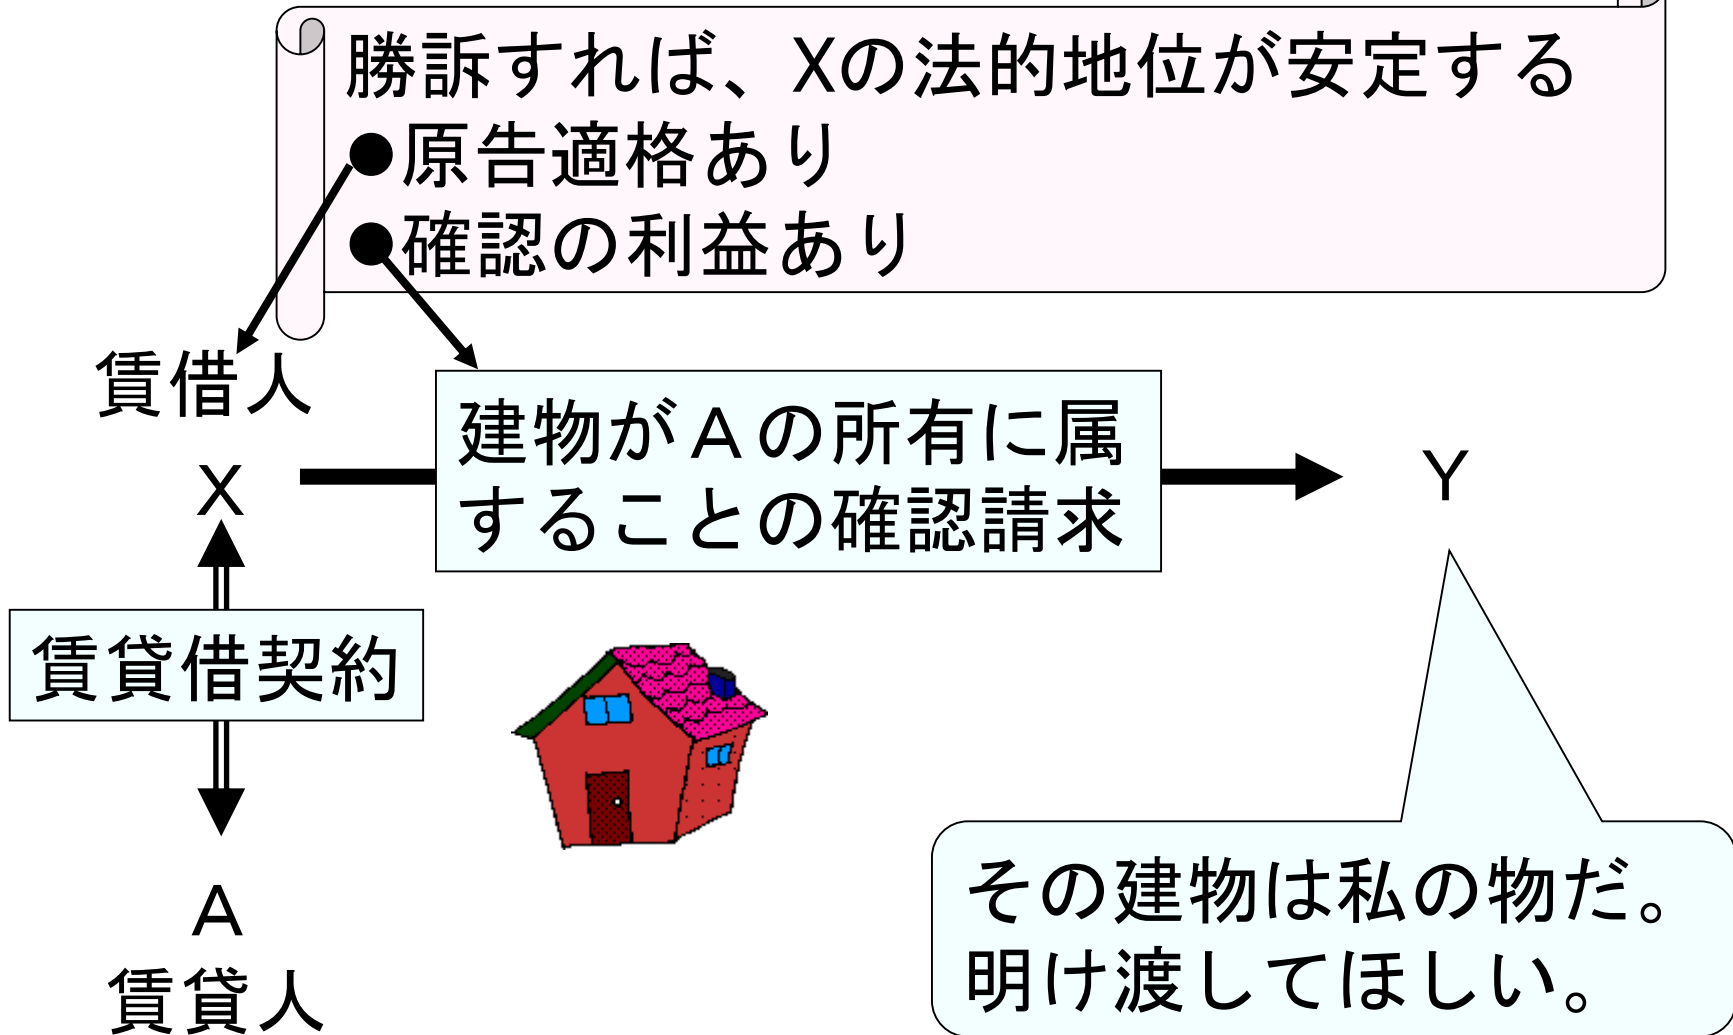 勝訴すれば、Xの法的地位が安定する
●原告適格あり
●確認の利益あり
賃借人
X
建物がAの所有に属
することの確認請求
Y
賃貸借契約
A
賃貸人
その建物は私の物だ。
明け渡してほしい。